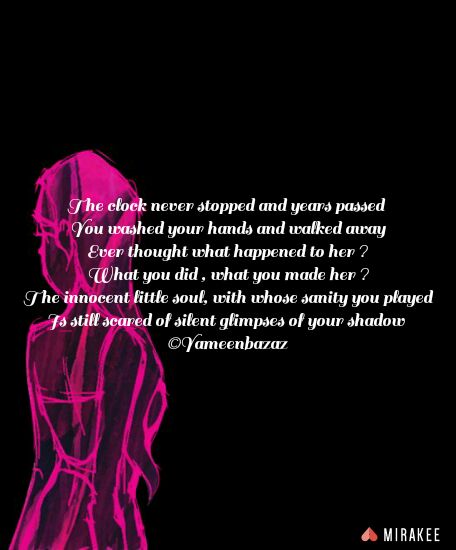 The clock never stopped and years passed
You washed your hands and walked away
Ever thought what happened to her ?
What you did , what you made her ?
The innocent little soul, with whose sanity you played
Is still scared of silent glimpses of your shadow
©Yameenbazaz
MIRAKEE